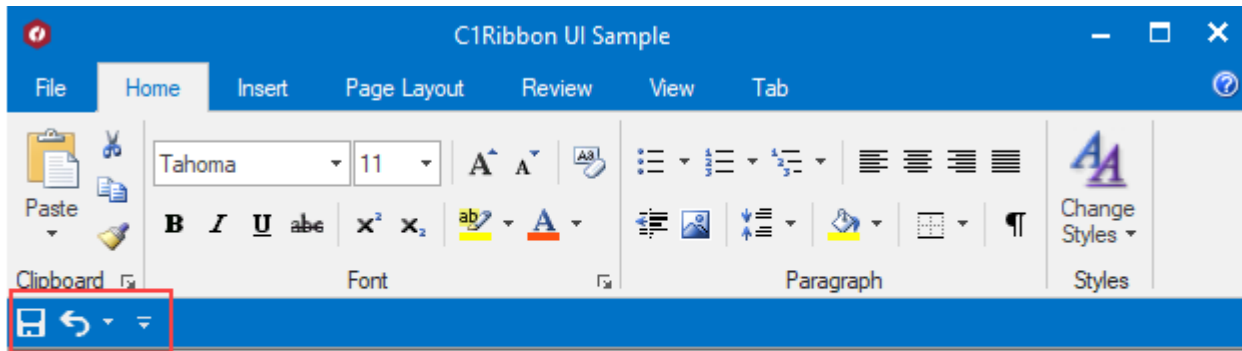 C1Ribbon UI Sample
File Home Insert Page Layout Review View Tab
Tahoma 11
Paste
Change
Styles
Clipboard Font Paragraph Styles